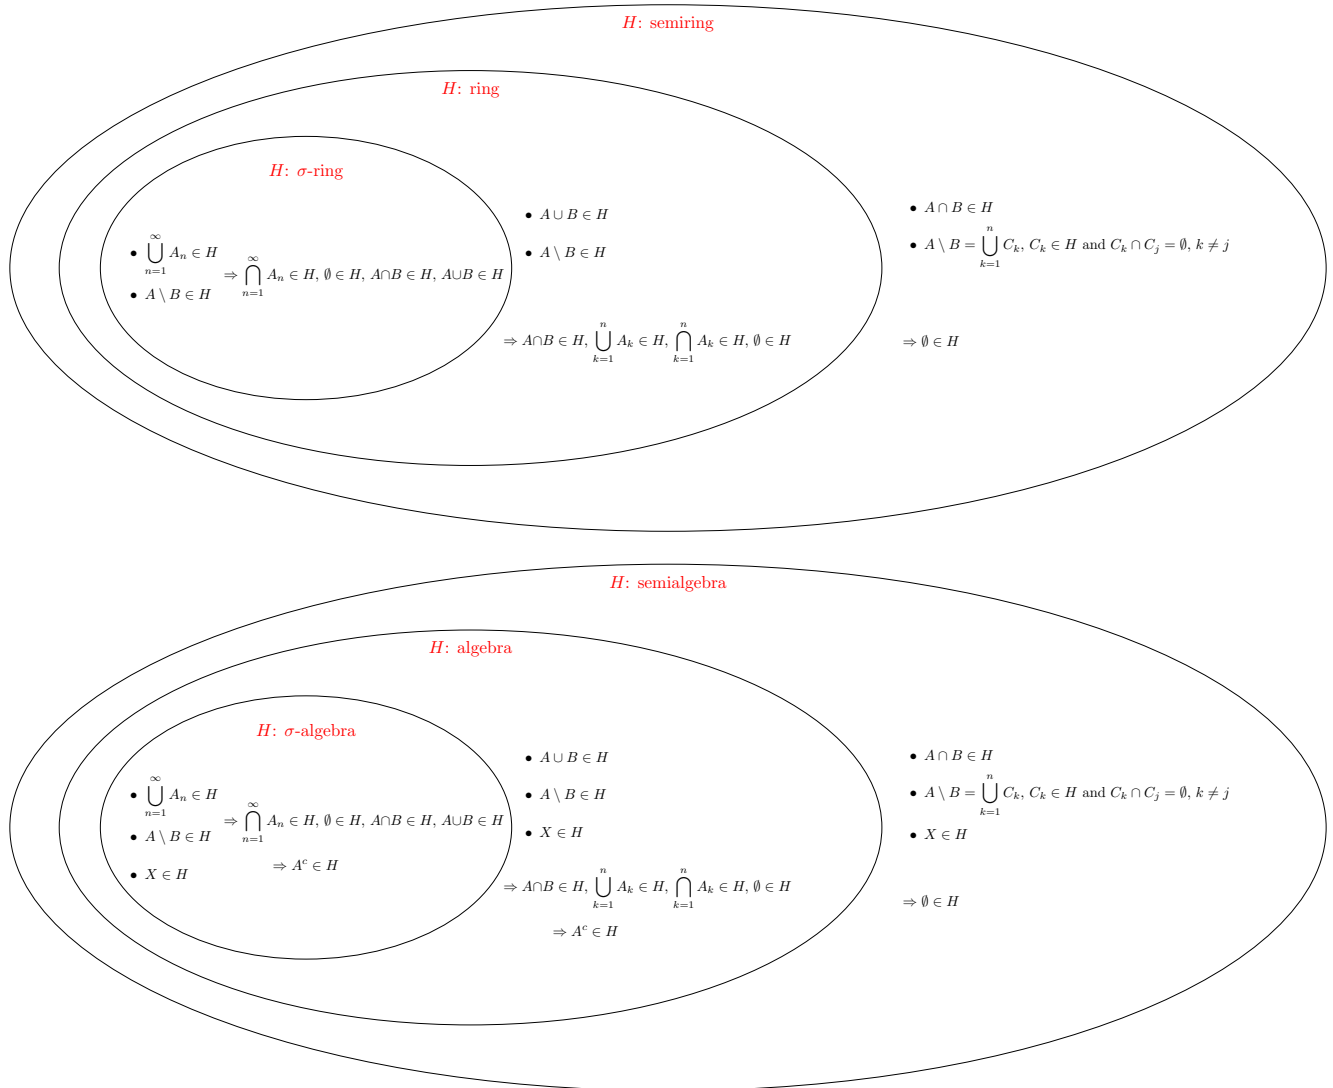 H: semiring
H: ring
H: σ-ring
• ⋃_{n=1}^{∞} A_n ∈ H
• A \ B ∈ H
⇒ ⋂_{n=1}^{∞} A_n ∈ H, ∅ ∈ H, A∩B ∈ H, A∪B ∈ H
• A ∪ B ∈ H
• A \ B ∈ H
⇒ A∩B ∈ H, ⋃_{k=1}^{n} A_k ∈ H, ⋂_{k=1}^{n} A_k ∈ H, ∅ ∈ H
• A ∩ B ∈ H
• A \ B = ⋃_{k=1}^{n} C_k, C_k ∈ H and C_k ∩ C_j = ∅, k ≠ j
⇒ ∅ ∈ H
H: semialgebra
H: algebra
H: σ-algebra
• ⋃_{n=1}^{∞} A_n ∈ H
• A \ B ∈ H
• X ∈ H
⇒ ⋂_{n=1}^{∞} A_n ∈ H, ∅ ∈ H, A∩B ∈ H, A∪B ∈ H
⇒ A^c ∈ H
• A ∪ B ∈ H
• A \ B ∈ H
• X ∈ H
⇒ A∩B ∈ H, ⋃_{k=1}^{n} A_k ∈ H, ⋂_{k=1}^{n} A_k ∈ H, ∅ ∈ H
⇒ A^c ∈ H
• A ∩ B ∈ H
• A \ B = ⋃_{k=1}^{n} C_k, C_k ∈ H and C_k ∩ C_j = ∅, k ≠ j
• X ∈ H
⇒ ∅ ∈ H